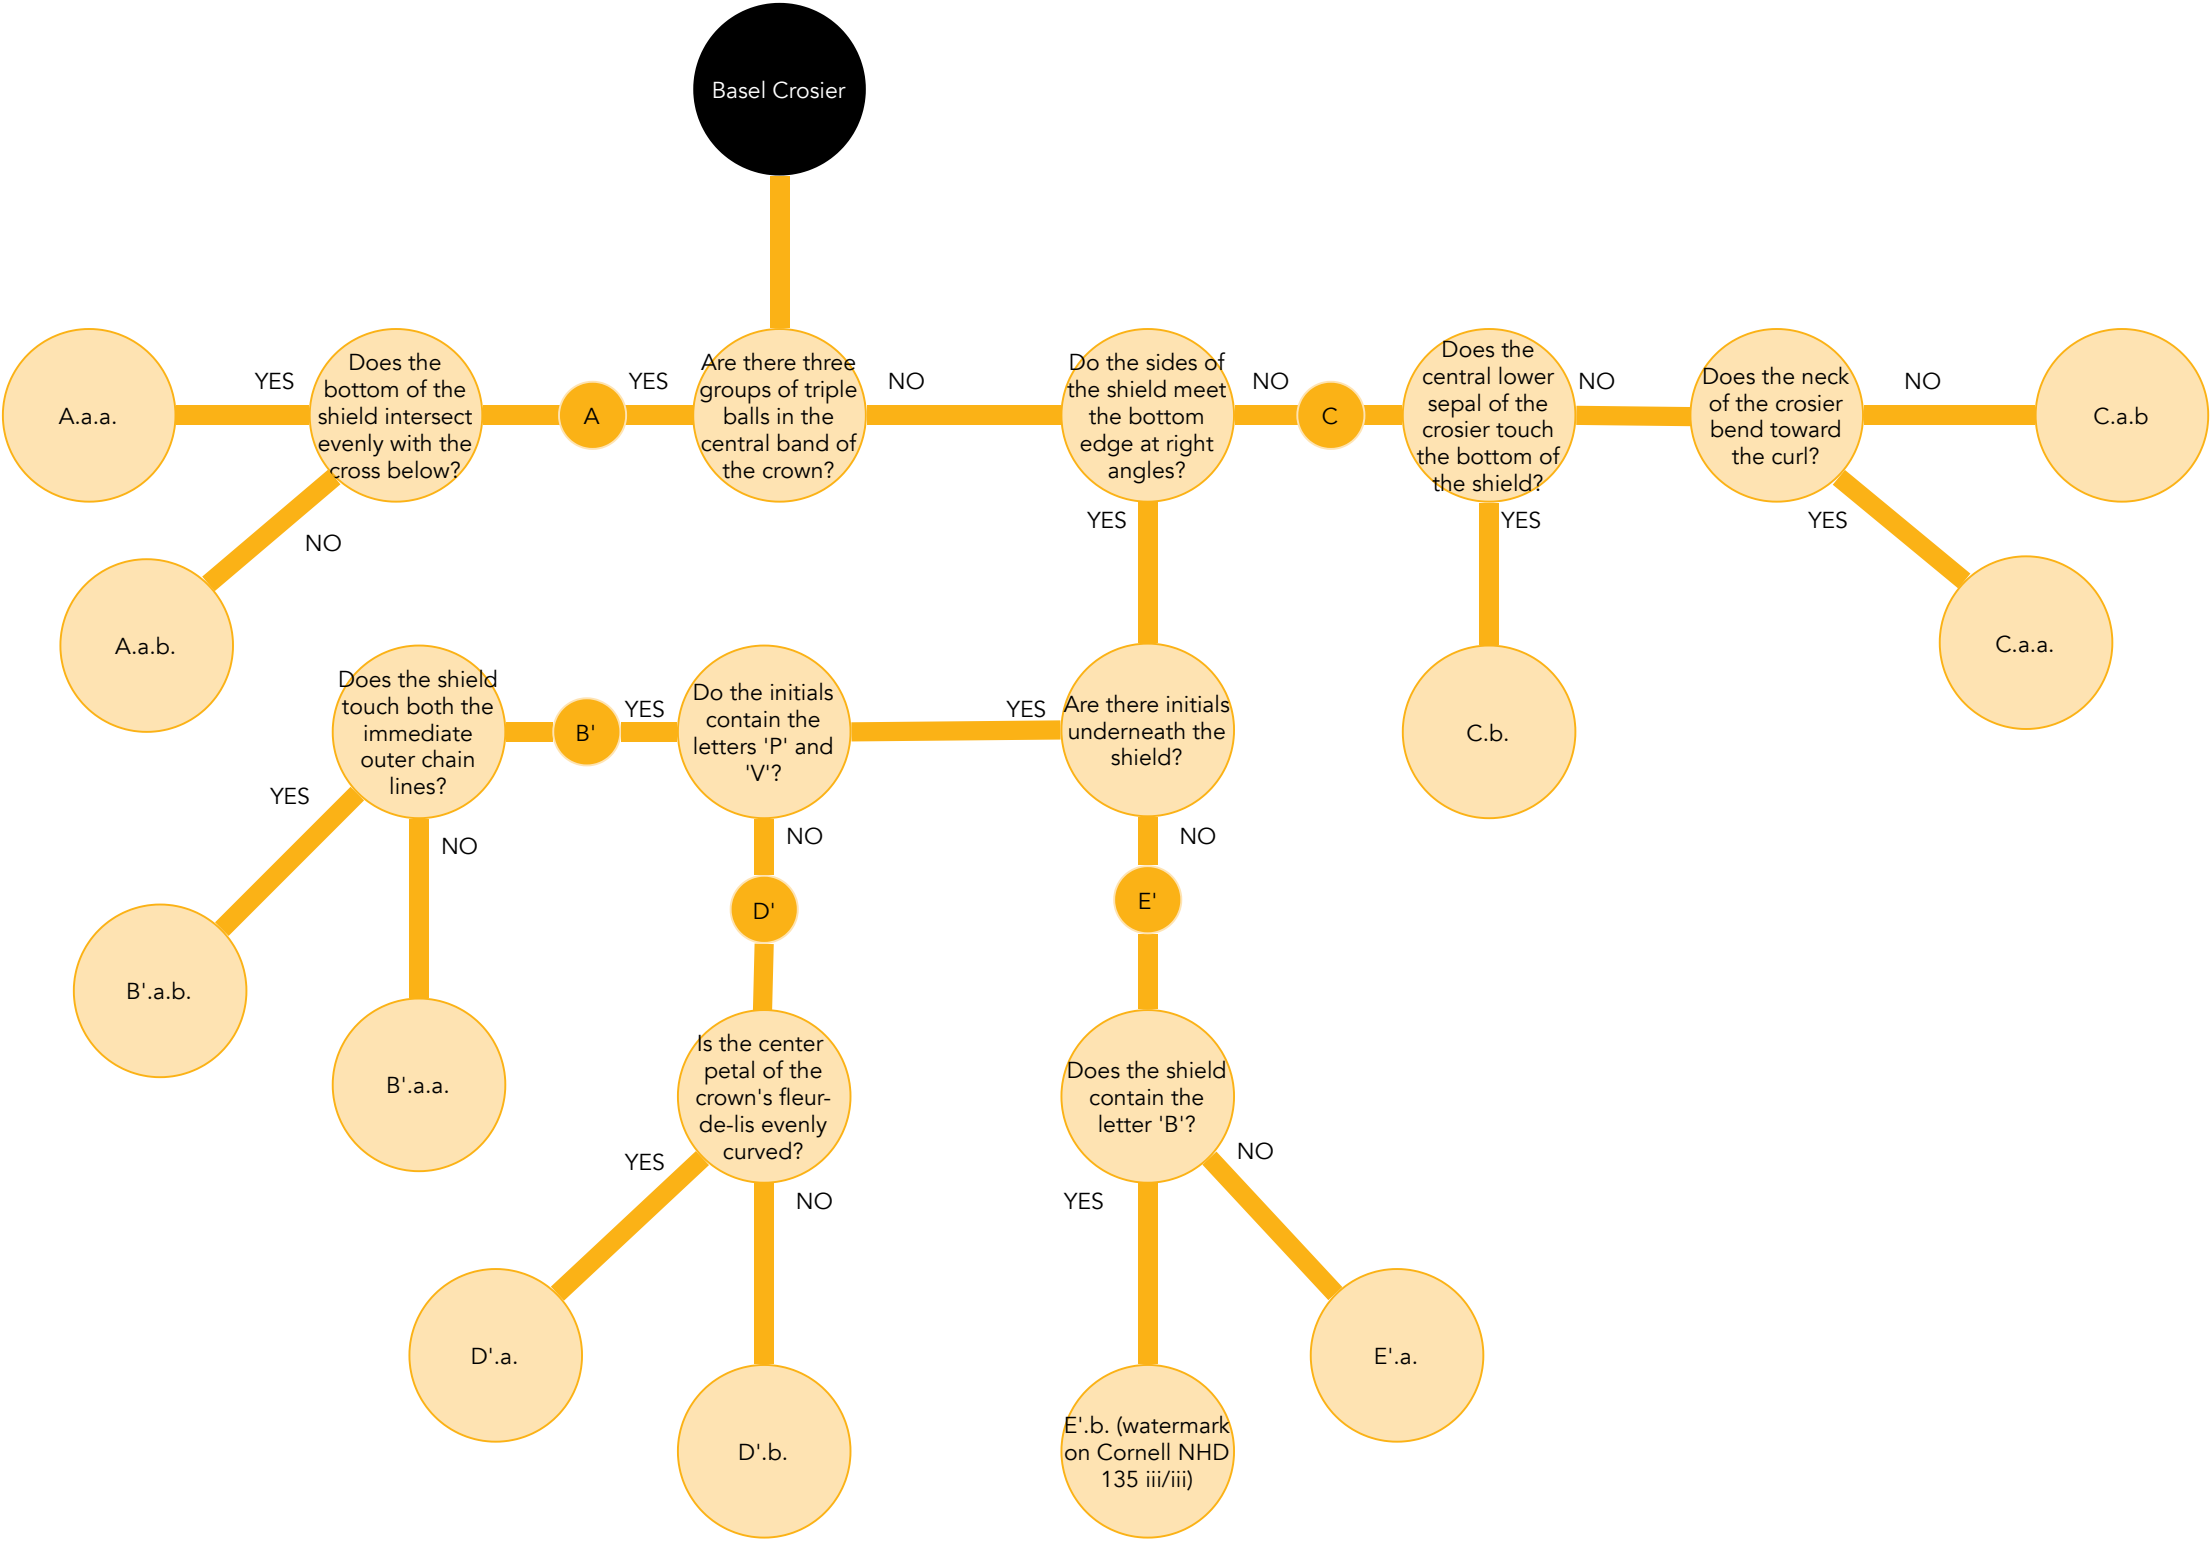 Basel Crosier
A.a.a.
YES
Does the
bottom of the
shield intersect
evenly with the
cross below?
A
YES
Are there three
groups of triple
balls in the
central band of
the crown?
NO
Do the sides of
the shield meet
the bottom
edge at right
angles?
NO
C
Does the
central lower
sepal of the
crosier touch
the bottom of
the shield?
NO
Does the neck
of the crosier
bend toward
the curl?
NO
C.a.b
NO
YES
YES
YES
A.a.b.
Does the shield
touch both the
immediate
outer chain
lines?
B'
YES
Do the initials
contain the
letters 'P' and
'V'?
YES
Are there initials
underneath the
shield?
C.b.
C.a.a.
YES
NO
NO
NO
D'
E'
B'.a.b.
B'.a.a.
Is the center
petal of the
crown's fleur-
de-lis evenly
curved?
Does the shield
contain the
letter 'B'?
YES
NO
YES
NO
D'.a.
D'.b.
E'.b. (watermark
on Cornell NHD
135 iii/iii)
E'.a.